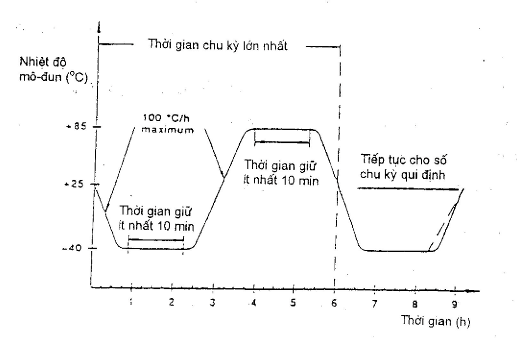 Thời gian chu kỳ lớn nhất
Nhiệt độ
mô-đun (°C)
+85
100 °C/h
maximum
Thời gian giữ
ít nhất 10 min
Tiếp tục cho số
chu kỳ qui định
+25
Thời gian giữ
ít nhất 10 min
-40
1 2 3 4 5 6 7 8 9
Thời gian (h)